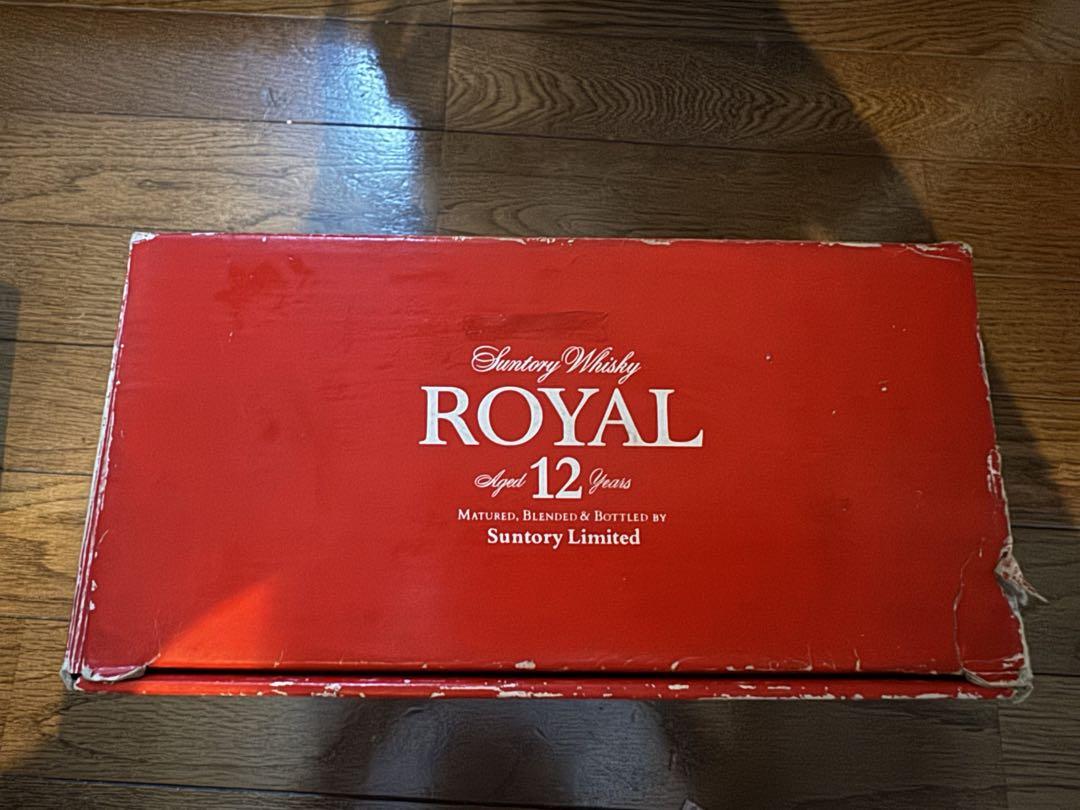 Suntory Whisky
ROYAL
Aged 12 Years
MATURED, BLENDED & BOTTLED BY
Suntory Limited